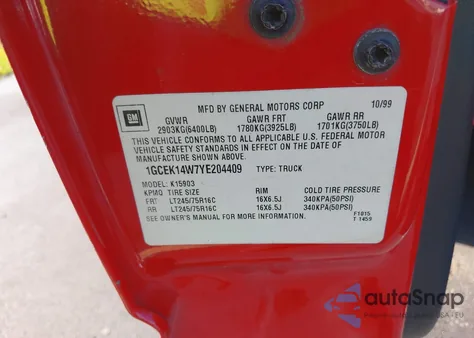 MFD BY GENERAL MOTORS CORP 10/99
GM GVWR GAWR FRT GAWR RR
2903KG(6400LB) 1780KG(3925LB) 1701KG(3750LB)
THIS VEHICLE CONFORMS TO ALL APPLICABLE U.S. FEDERAL MOTOR
VEHICLE SAFETY STANDARDS IN EFFECT ON THE DATE OF
MANUFACTURE SHOWN ABOVE.
1GCEK14W7YE204409 TYPE: TRUCK
MODEL: K15903
KPMQ TIRE SIZE RIM COLD TIRE PRESSURE
FRT LT245/75R16C 16X6.5J 340KPA(50PSI)
RR LT245/75R16C 16X6.5J 340KPA(50PSI)
SEE OWNER'S MANUAL FOR MORE INFORMATION. F1815
T 1459
autoSnap